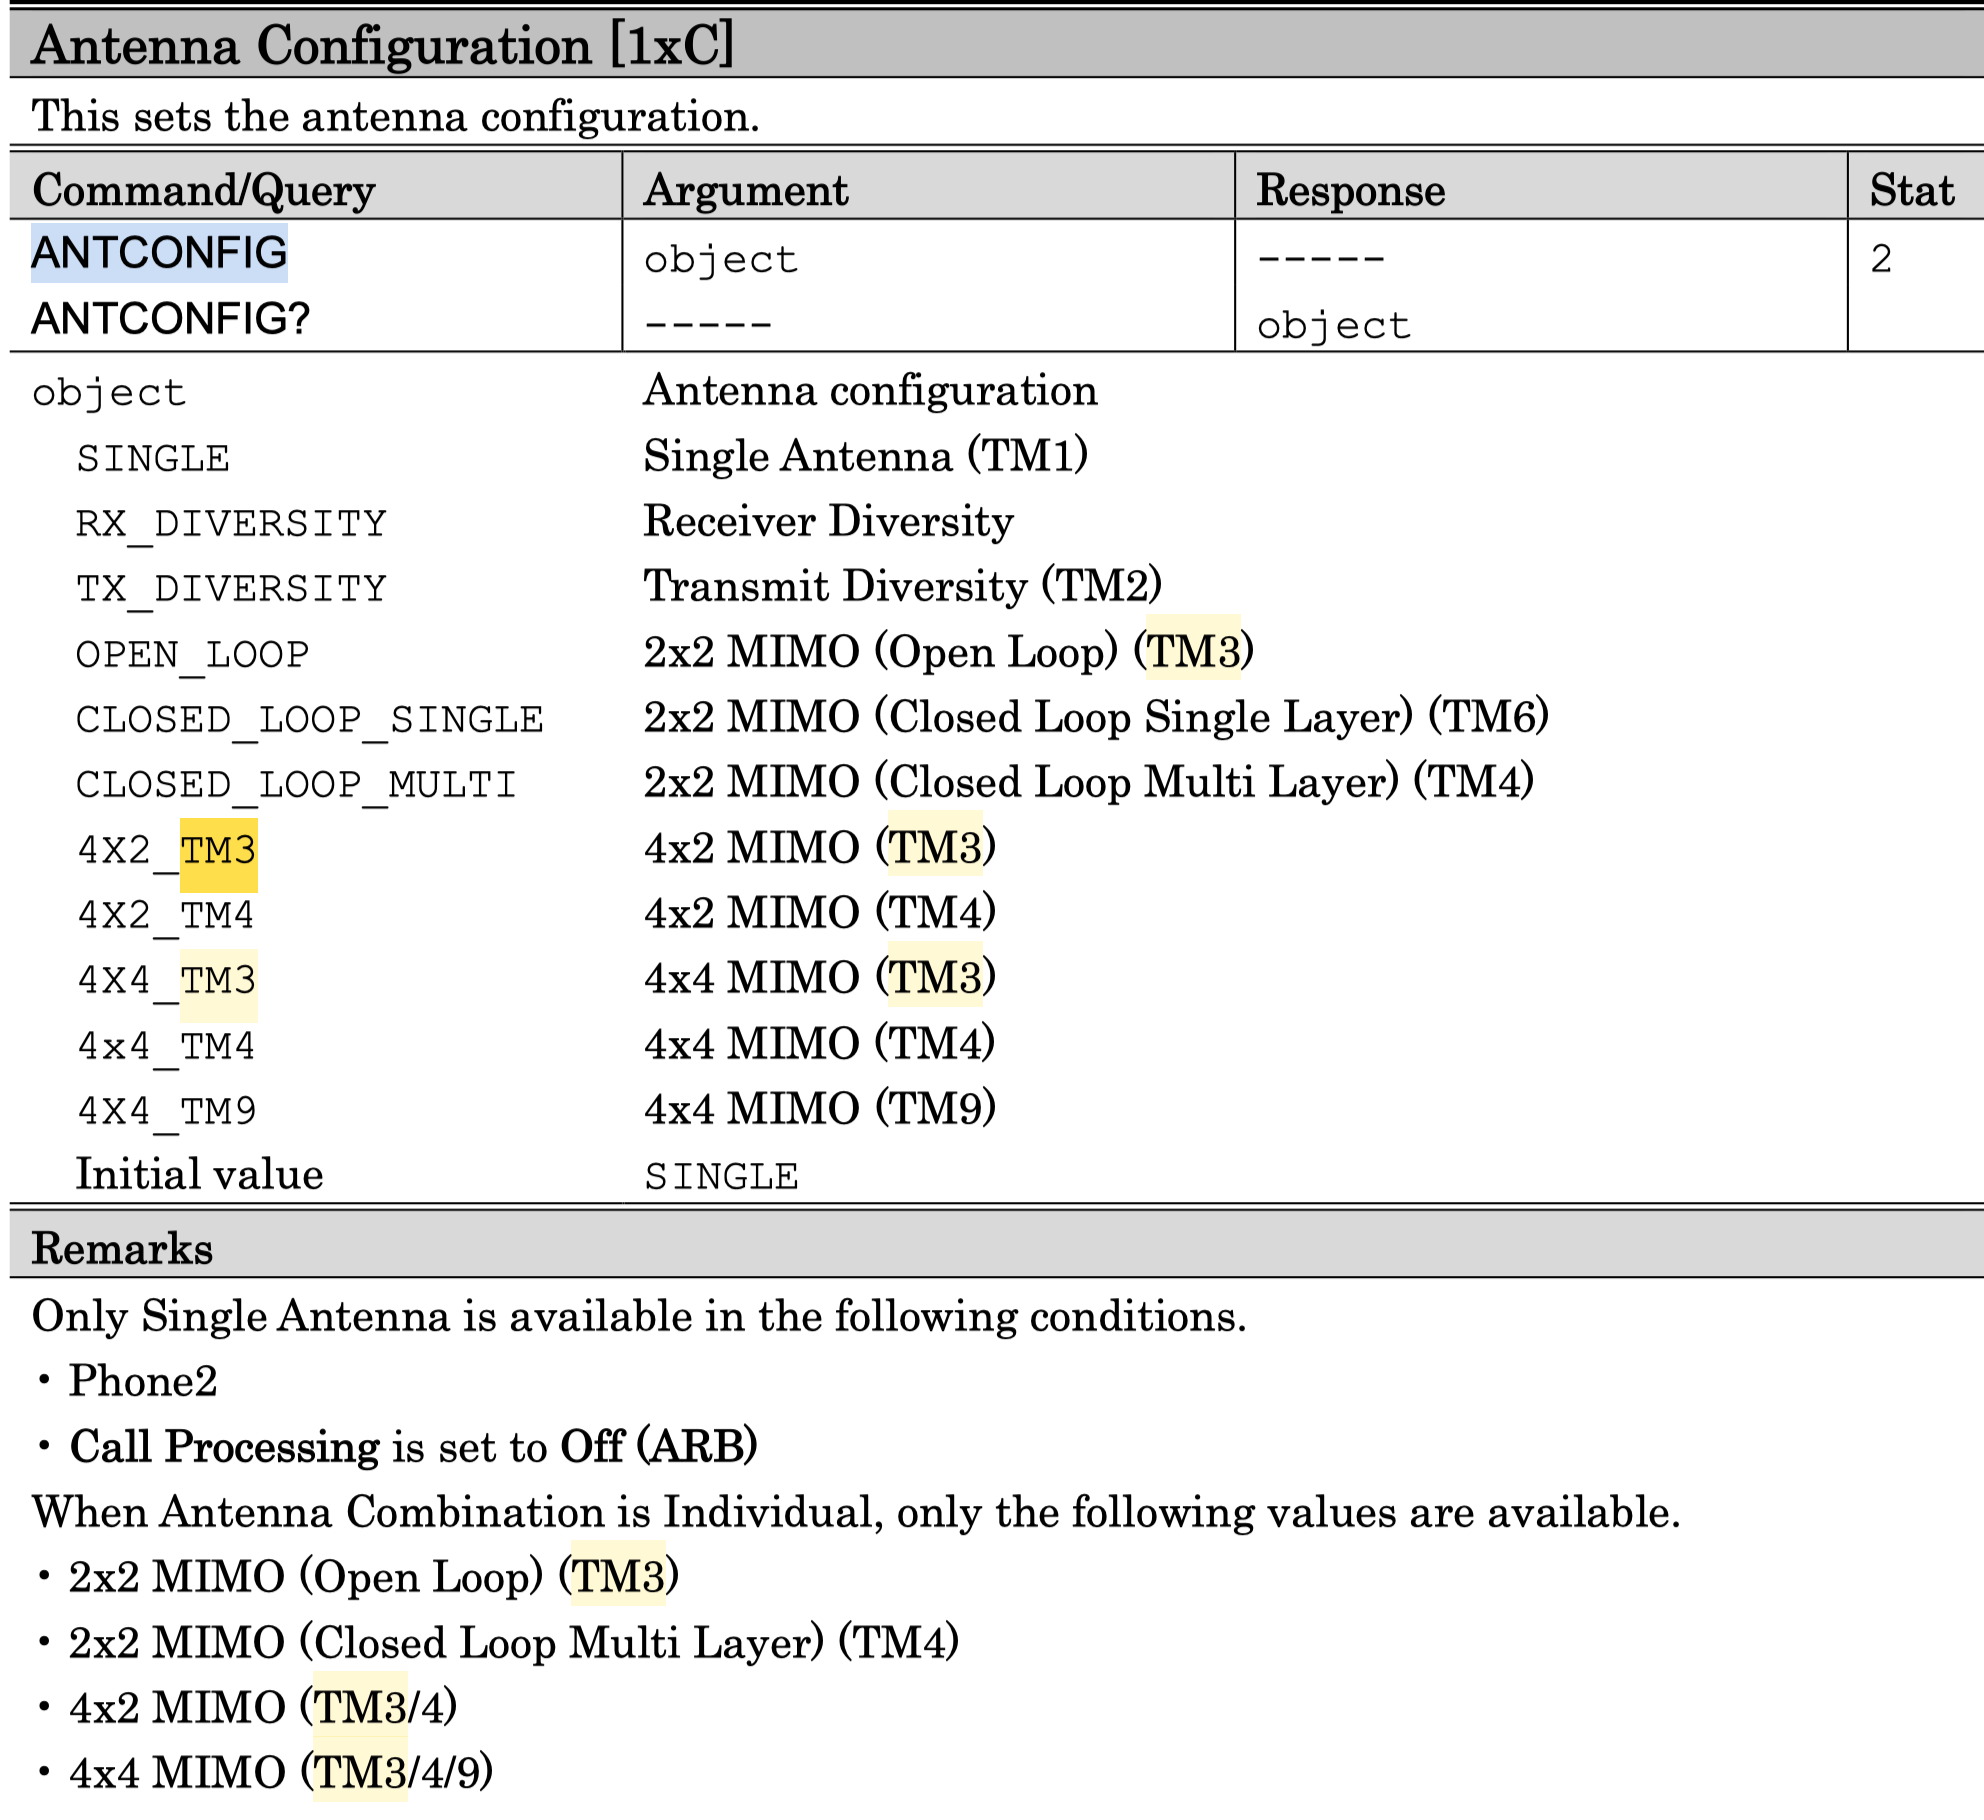 Antenna Configuration [1xC]
This sets the antenna configuration.
Command/Query Argument Response Stat
ANTCONFIG object ----- 2
ANTCONFIG? ----- object
object Antenna configuration
SINGLE Single Antenna (TM1)
RX_DIVERSITY Receiver Diversity
TX_DIVERSITY Transmit Diversity (TM2)
OPEN_LOOP 2x2 MIMO (Open Loop) (TM3)
CLOSED_LOOP_SINGLE 2x2 MIMO (Closed Loop Single Layer) (TM6)
CLOSED_LOOP_MULTI 2x2 MIMO (Closed Loop Multi Layer) (TM4)
4X2_TM3 4x2 MIMO (TM3)
4X2_TM4 4x2 MIMO (TM4)
4X4_TM3 4x4 MIMO (TM3)
4x4_TM4 4x4 MIMO (TM4)
4X4_TM9 4x4 MIMO (TM9)
Initial value SINGLE
Remarks
Only Single Antenna is available in the following conditions.
・Phone2
・Call Processing is set to Off (ARB)
When Antenna Combination is Individual, only the following values are available.
・2x2 MIMO (Open Loop) (TM3)
・2x2 MIMO (Closed Loop Multi Layer) (TM4)
・4x2 MIMO (TM3/4)
・4x4 MIMO (TM3/4/9)